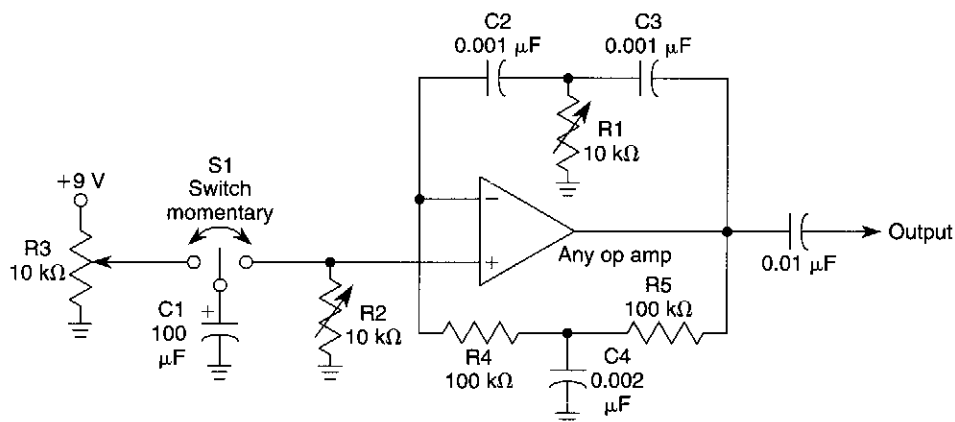 C2
0.001 µF
C3
0.001 µF
R1
10 kΩ
S1
Switch
momentary
+9 V
R3
10 kΩ
C1
100
µF
+
R2
10 kΩ
−
+
Any op amp
Output
0.01 µF
R5
100 kΩ
R4
100 kΩ
C4
0.002
µF